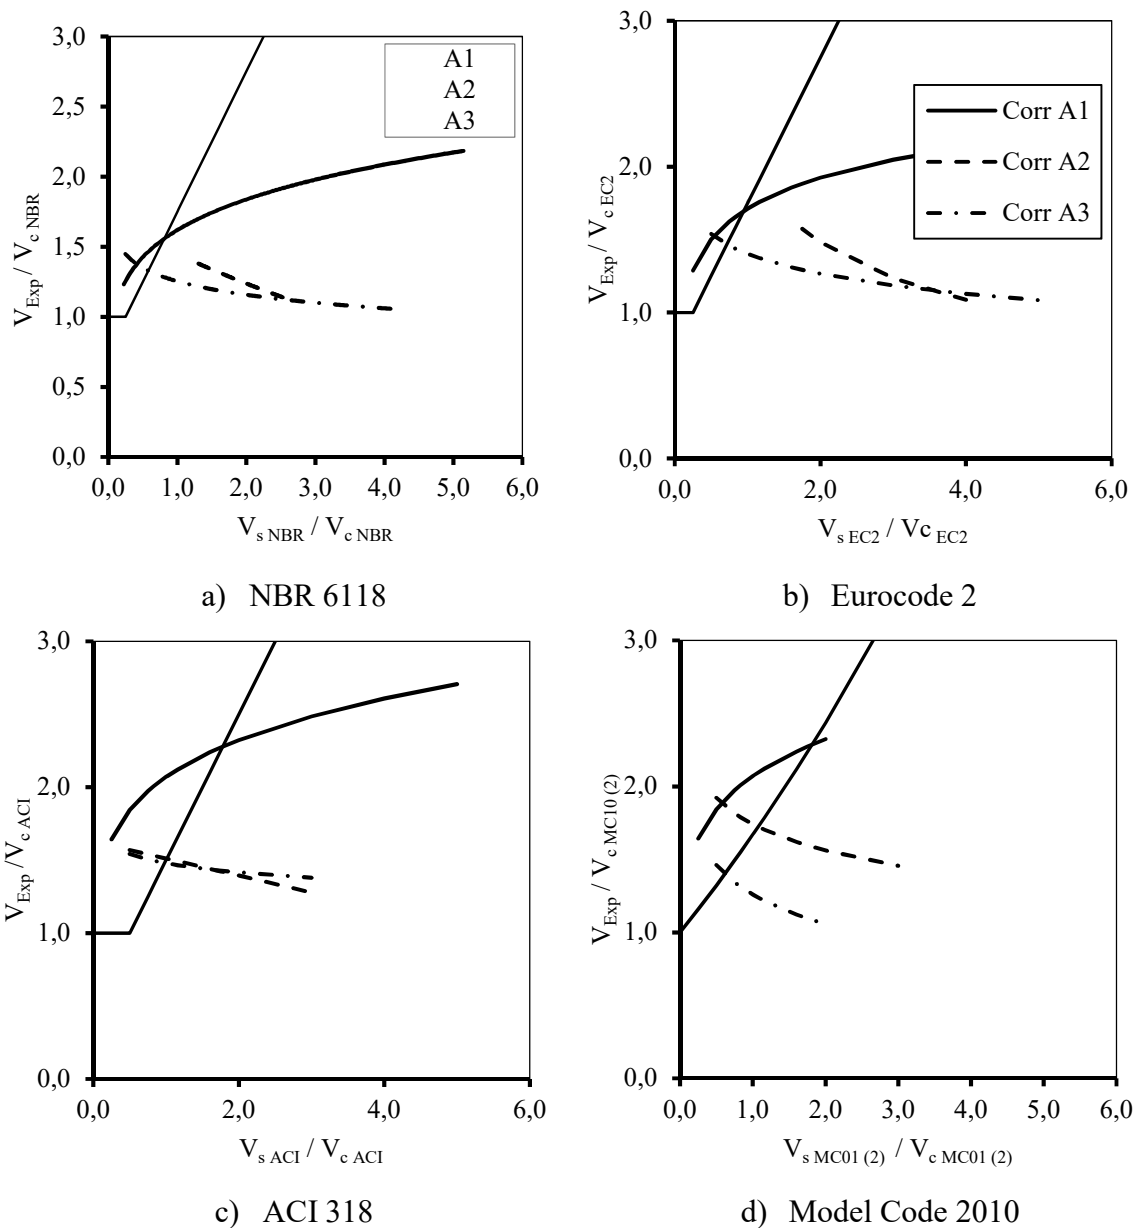 3,0
2,5
2,0
1,5
1,0
0,5
0,0
V_Exp / V_c NBR
A1
A2
A3
0,0 1,0 2,0 3,0 4,0 5,0 6,0
V_s NBR / V_c NBR
a) NBR 6118
3,0
2,0
1,0
0,0
V_Exp / V_c EC2
Corr A1
Corr A2
Corr A3
0,0 2,0 4,0 6,0
V_s EC2 / Vc_EC2
b) Eurocode 2
3,0
2,0
1,0
0,0
V_Exp /V_c ACI
0,0 2,0 4,0 6,0
V_s ACI / V_c ACI
c) ACI 318
3,0
2,0
1,0
0,0
V_Exp / V_c MC10 (2)
0,0 1,0 2,0 3,0 4,0 5,0 6,0
V_s MC01 (2) / V_c MC01 (2)
d) Model Code 2010